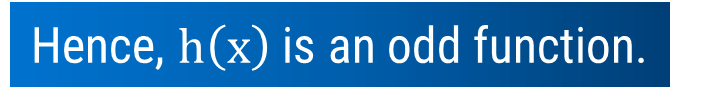 Hence, h(x) is an odd function.